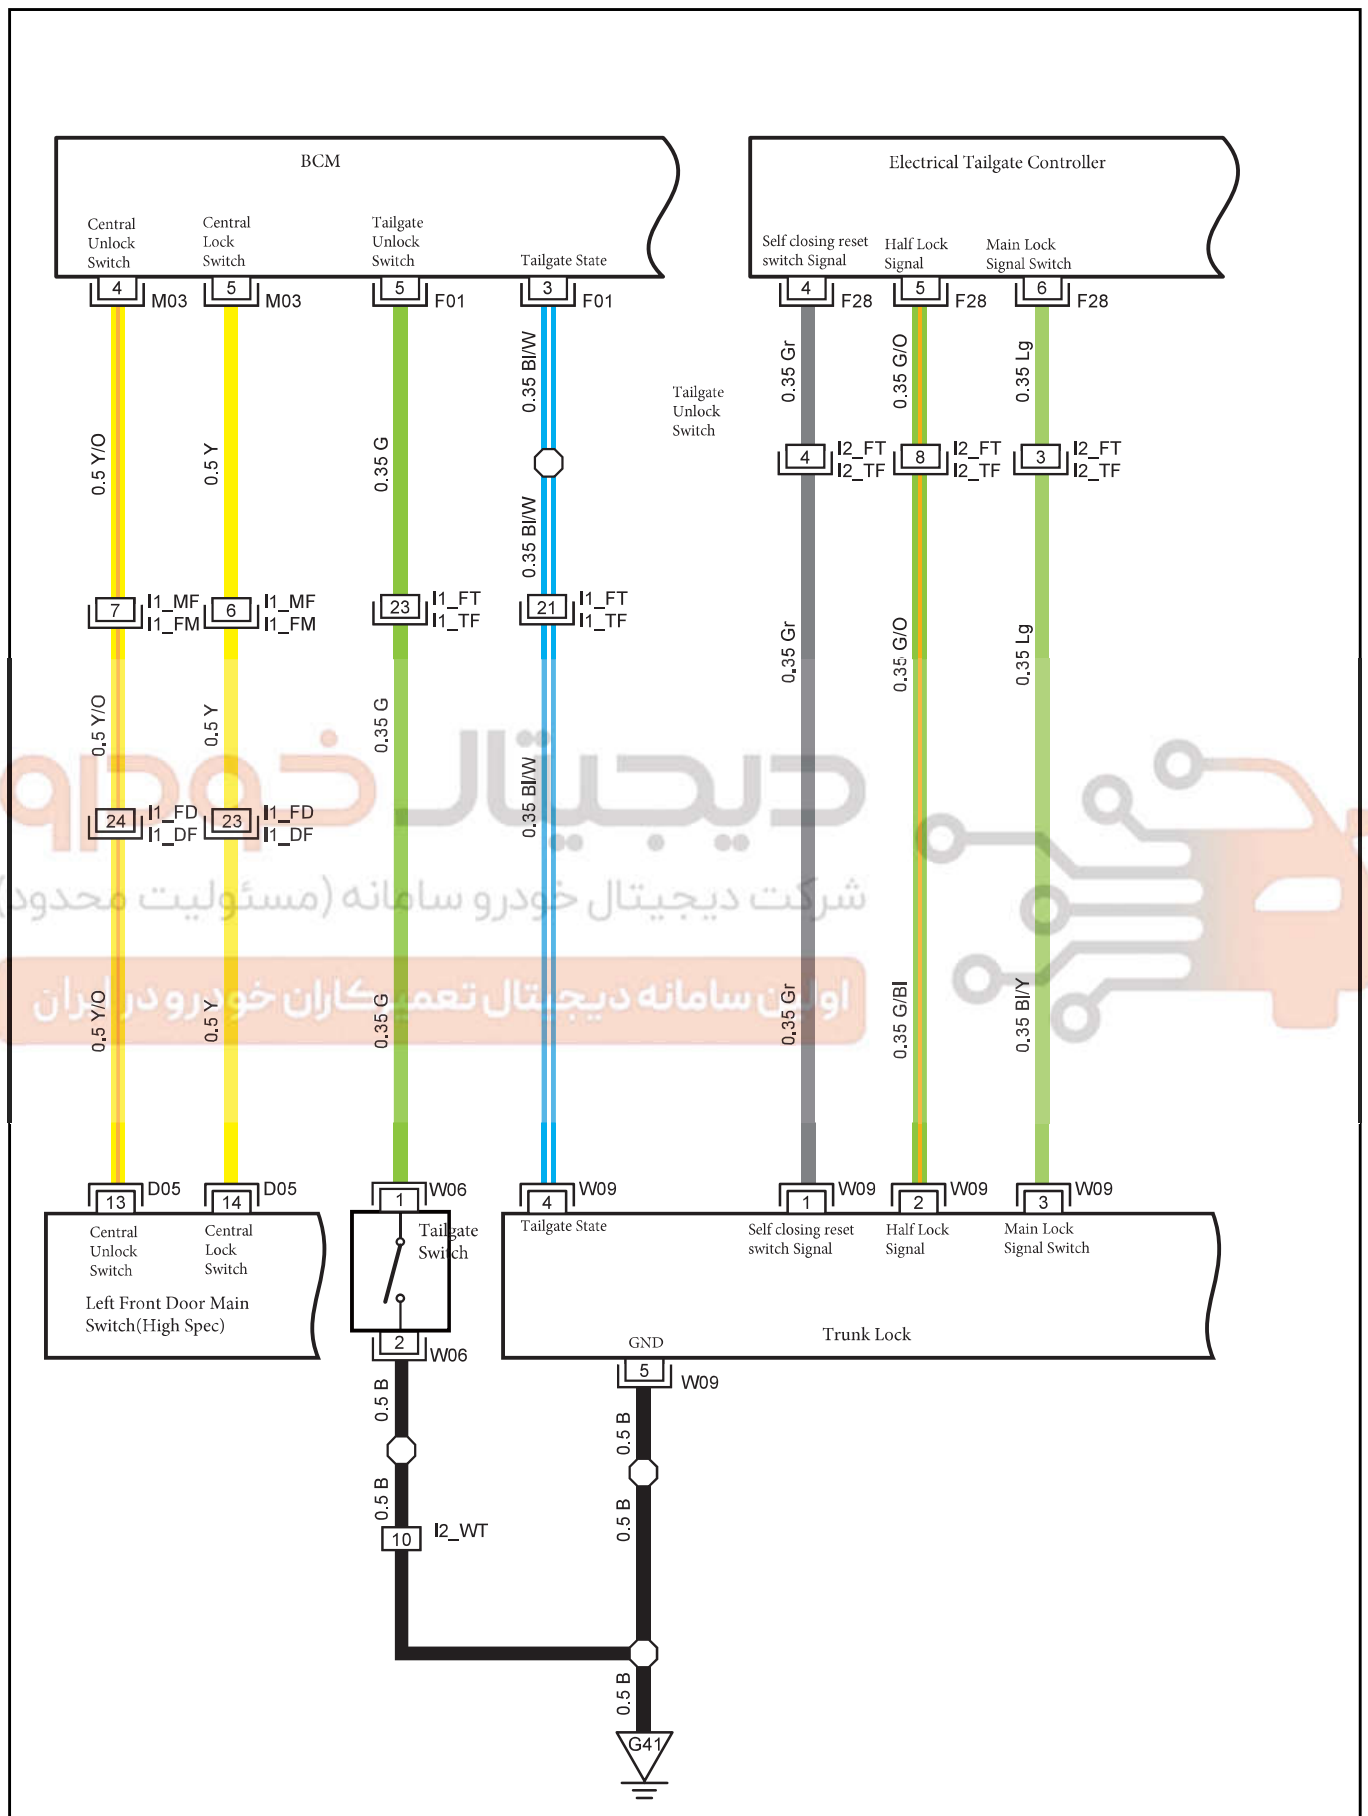 BCM
Electrical Tailgate Controller
Central
Unlock
Switch
Central
Lock
Switch
Tailgate
Unlock
Switch
Tailgate State
Self closing reset
switch Signal
Half Lock
Signal
Main Lock
Signal Switch
4
M03
5
M03
5
F01
3
F01
4
F28
5
F28
6
F28
0.5 Y/O
0.5 Y
0.35 G
0.35 Bl/W
0.35 Gr
0.35 G/O
0.35 Lg
Tailgate
Unlock
Switch
4
I2_FT
I2_TF
8
I2_FT
I2_TF
3
I2_FT
I2_TF
0.35 Bl/W
7
I1_MF
I1_FM
6
I1_MF
I1_FM
23
I1_FT
I1_TF
21
I1_FT
I1_TF
0.35 Gr
0.35 G/O
0.35 Lg
0.5 Y/O
0.5 Y
0.35 G
0.35 Bl/W
دیجیتال خودرو
24
I1_FD
I1_DF
23
I1_FD
I1_DF
شرکت دیجیتال خودرو سامانه (مسئولیت محدود)
اولین سامانه دیجیتال تعمیرکاران خودرو در ایران
0.5 Y/O
0.5 Y
0.35 G
0.35 Gr
0.35 G/Bl
0.35 Bl/Y
13
D05
14
D05
1
W06
4
W09
1
W09
2
W09
3
W09
Central
Unlock
Switch
Central
Lock
Switch
Left Front Door Main
Switch(High Spec)
Tailgate
Switch
Tailgate State
Self closing reset
switch Signal
Half Lock
Signal
Main Lock
Signal Switch
Trunk Lock
GND
2
W06
5
W09
0.5 B
0.5 B
0.5 B
0.5 B
10
I2_WT
0.5 B
G41